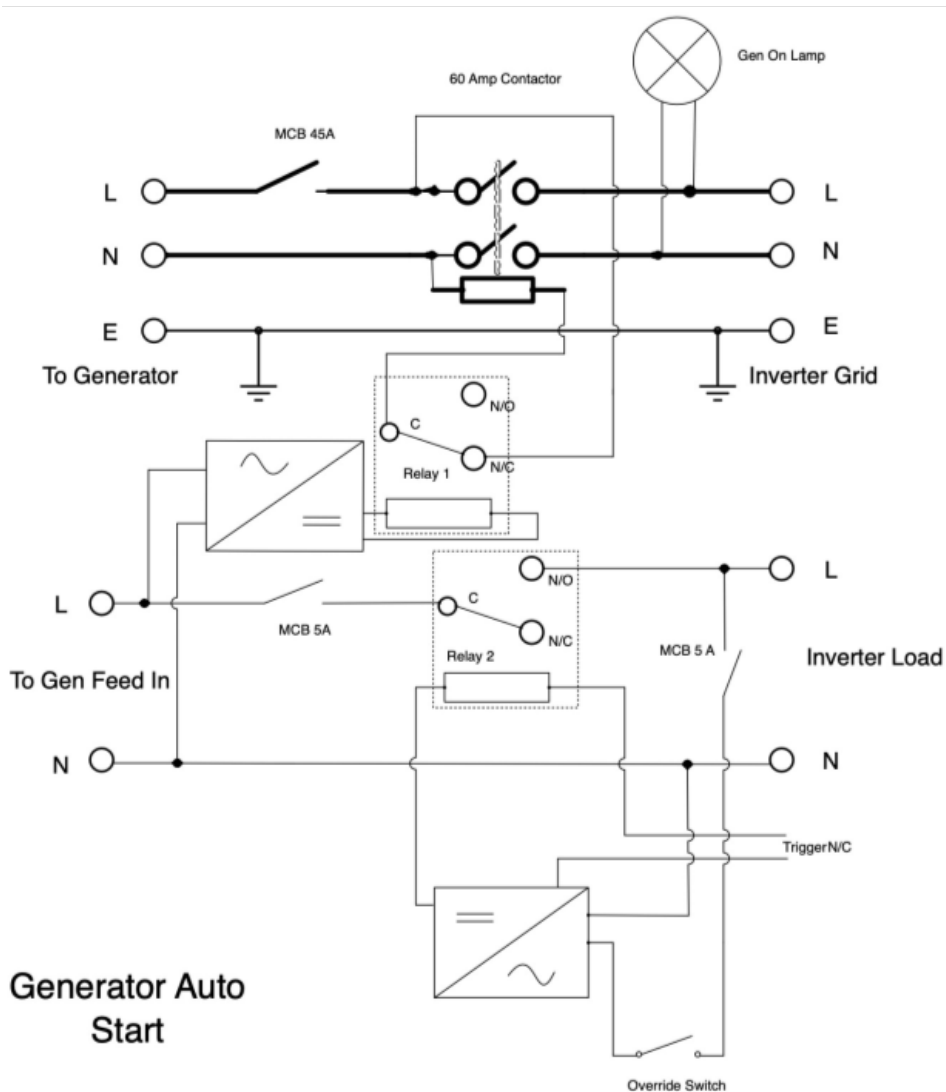 Gen On Lamp
60 Amp Contactor
MCB 45A
L
L
N
N
E
E
To Generator
Inverter Grid
N/O
C
N/C
Relay 1
L
N/O
L
C
MCB 5A
N/C
MCB 5 A
Relay 2
Inverter Load
To Gen Feed In
N
N
TriggerN/C
Generator Auto
Start
Override Switch